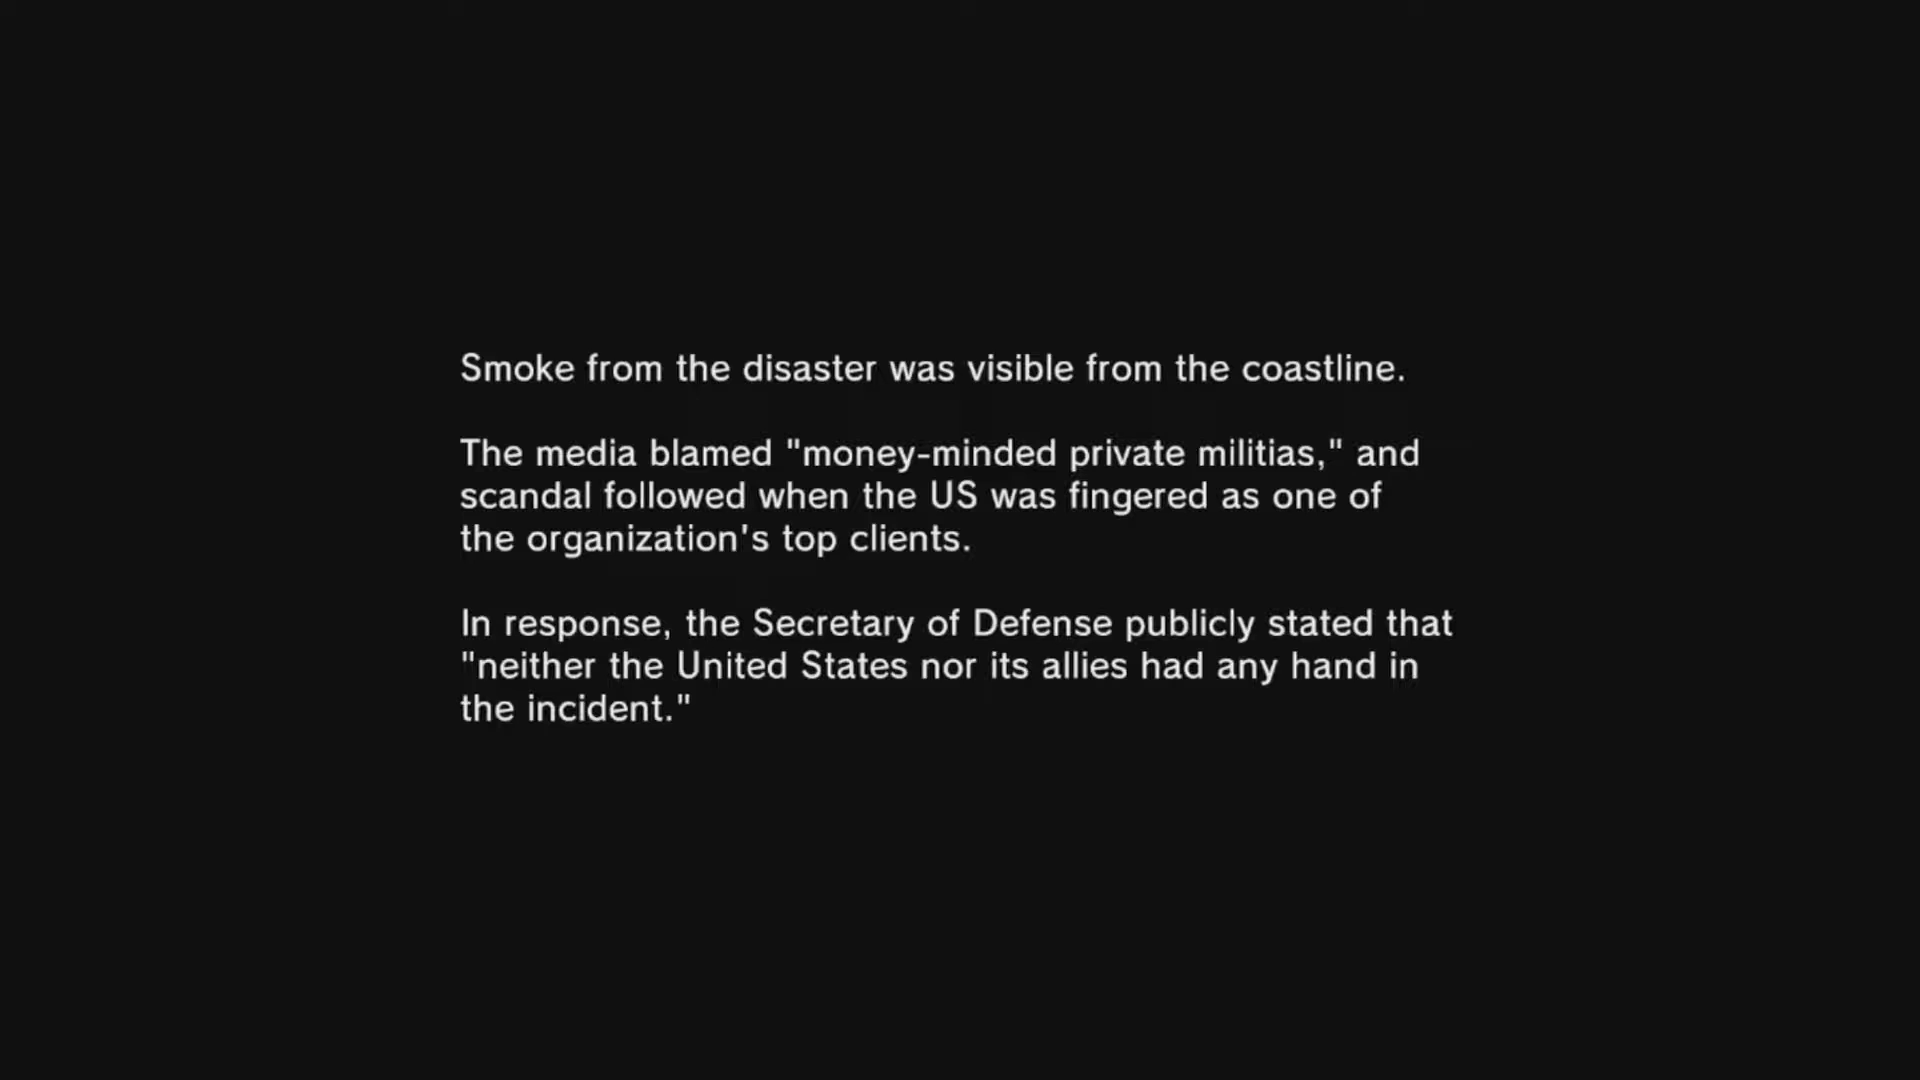 Smoke from the disaster was visible from the coastline.
The media blamed "money-minded private militias," and
scandal followed when the US was fingered as one of
the organization's top clients.
In response, the Secretary of Defense publicly stated that
"neither the United States nor its allies had any hand in
the incident."